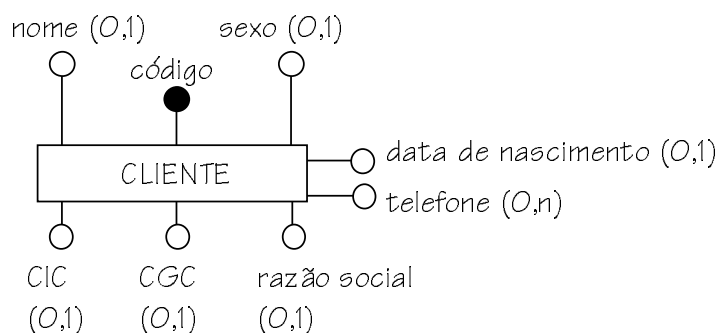 nome (0,1)
sexo (0,1)
código
CLIENTE
data de nascimento (0,1)
telefone (0,n)
CIC
(0,1)
CGC
(0,1)
razão social
(0,1)